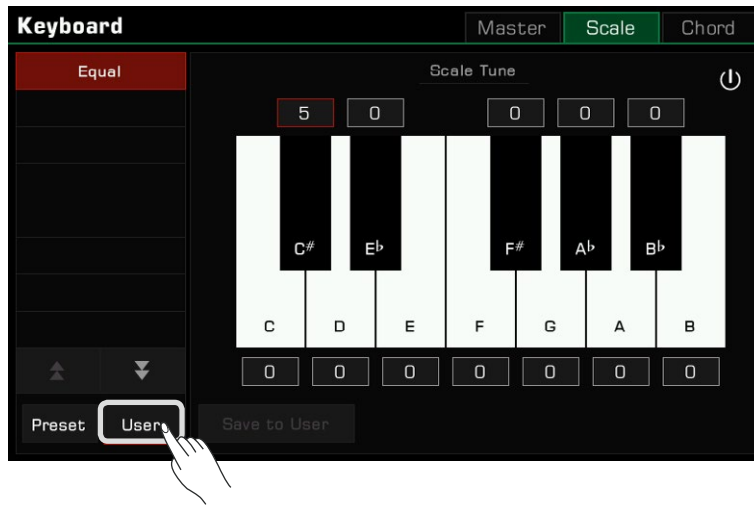 Keyboard Master Scale Chord
Equal Scale Tune
5 0 0 0 0
C# E♭ F# A♭ B♭
C D E F G A B
0 0 0 0 0 0 0
Preset User Save to User